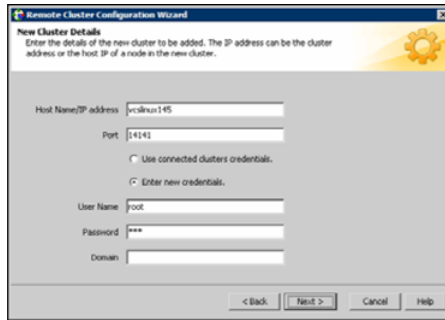 Remote Cluster Configuration Wizard
New Cluster Details
Enter the details of the new cluster to be added. The IP address can be the cluster
address or the host IP of a node in the new cluster.
Host Name/IP address vcslinux145
Port 14141
Use connected clusters credentials.
Enter new credentials.
User Name root
Password ***
Domain
< Back Next > Cancel Help